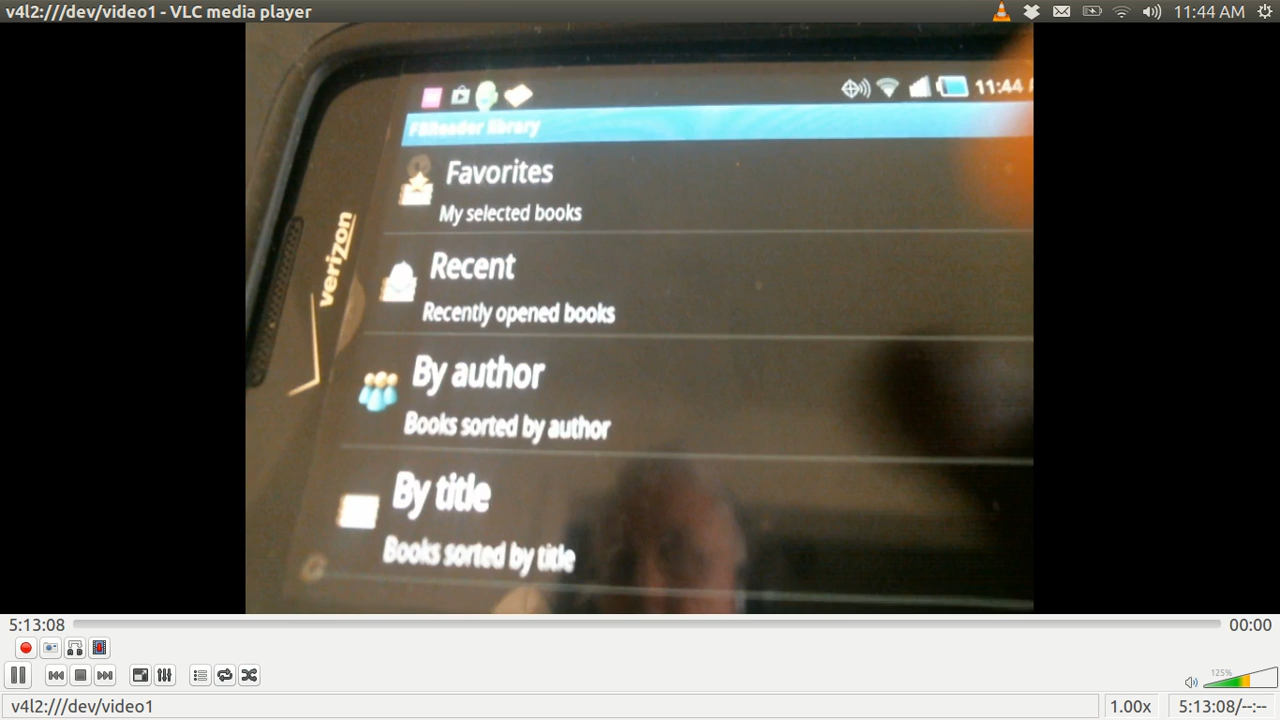 v4l2:///dev/video1 - VLC media player
11:44 AM
11:44
FBReader library
Favorites
My selected books
verizon
Recent
Recently opened books
By author
Books sorted by author
By title
Books sorted by title
5:13:08
00:00
125%
v4l2:///dev/video1
1.00x
5:13:08/--:--